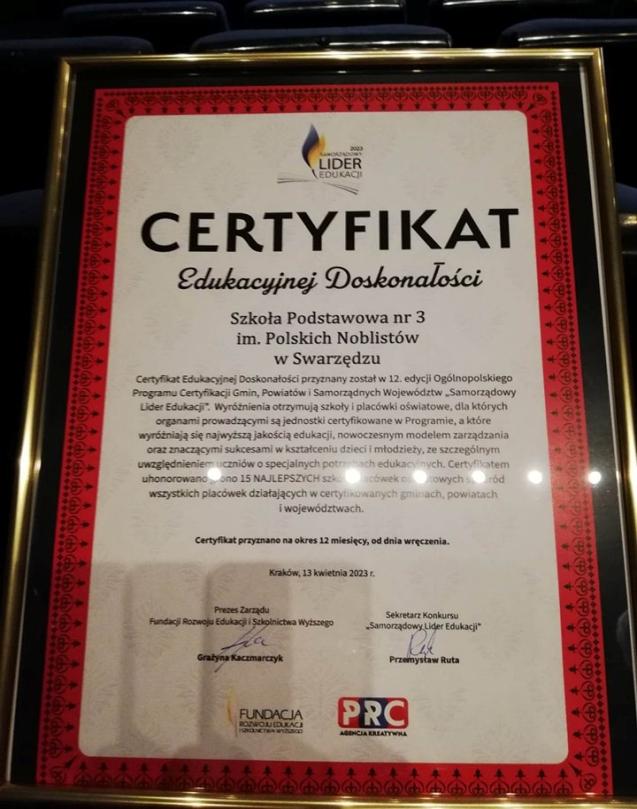 2023
SAMORZĄDOWY
LIDER
EDUKACJI
CERTYFIKAT
Edukacyjnej Doskonałości
Szkoła Podstawowa nr 3
im. Polskich Noblistów
w Swarzędzu
Certyfikat Edukacyjnej Doskonałości przyznany został w 12. edycji Ogólnopolskiego
Programu Certyfikacji Gmin, Powiatów i Samorządnych Województw „Samorządowy
Lider Edukacji”. Wyróżnienia otrzymują szkoły i placówki oświatowe, dla których
organami prowadzącymi są jednostki certyfikowane w Programie, a które
wyróżniają się najwyższą jakością edukacji, nowoczesnym modelem zarządzania
oraz znaczącymi sukcesami w kształceniu dzieci i młodzieży, ze szczególnym
uwzględnieniem uczniów o specjalnych potrzebach edukacyjnych. Certyfikatem
uhonorowano 15 NAJLEPSZYCH
wszystkich placówek działających w certyfikowanych gminach, powiatach
i województwach.
Certyfikat przyznano na okres 12 miesięcy, od dnia wręczenia.
Kraków, 13 kwietnia 2023 r.
Prezes Zarządu
Fundacji Rozwoju Edukacji i Szkolnictwa Wyższego
Grażyna Kaczmarczyk
Sekretarz Konkursu
„Samorządowy Lider Edukacji”
Przemysław Ruta
FUNDACJA
ROZWOJU EDUKACJI
I SZKOLNICTWA WYŻSZEGO
PRC
AGENCJA KREATYWNA